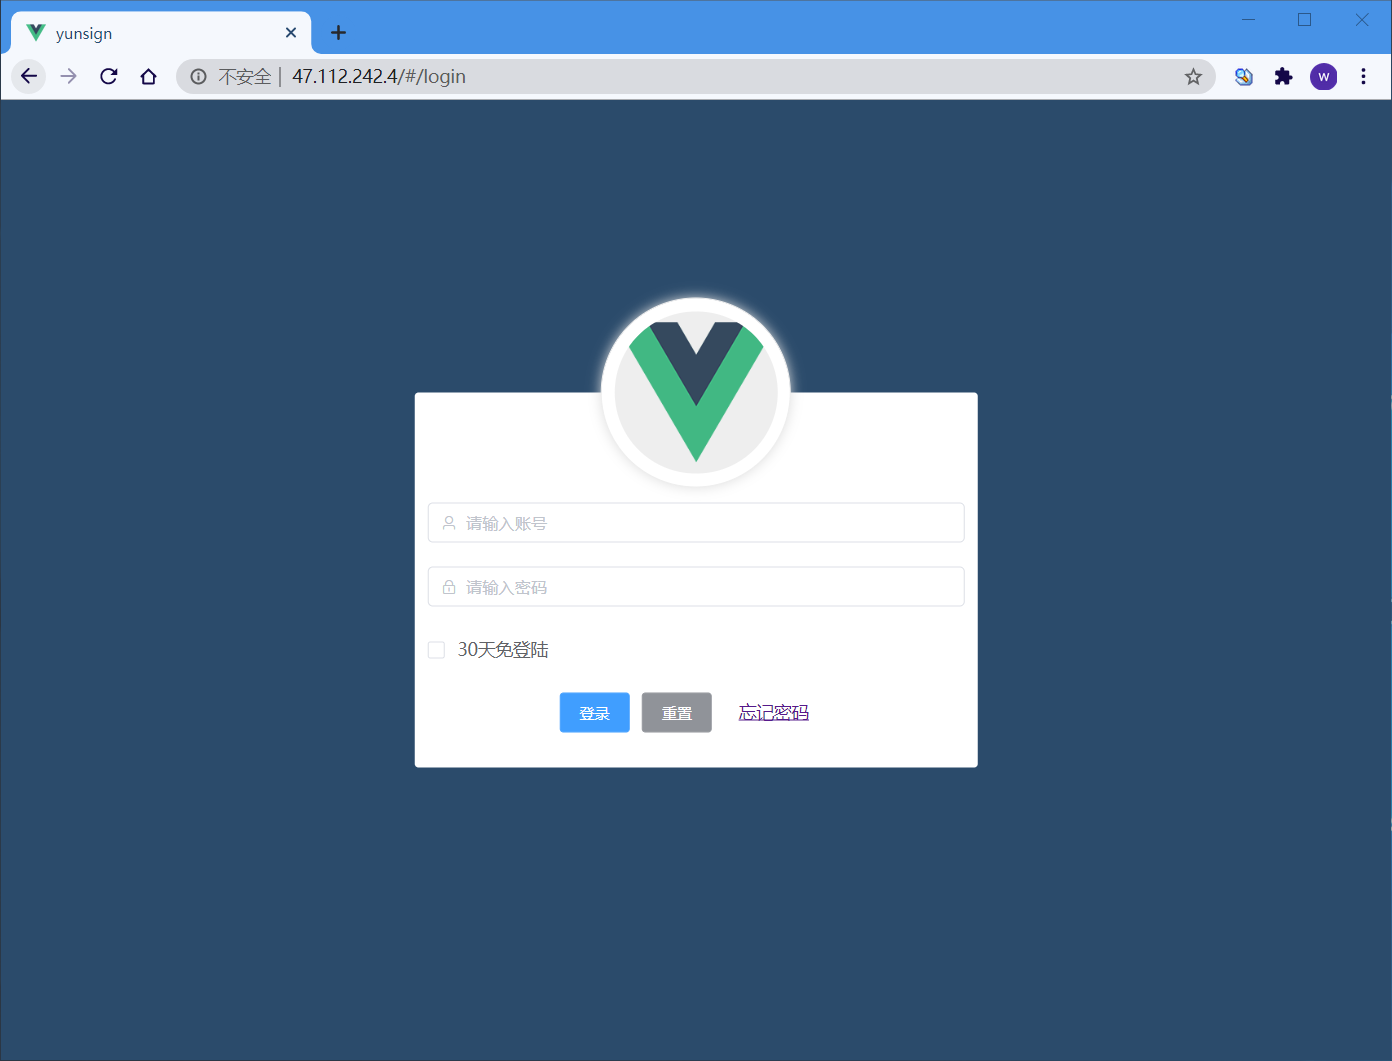 yunsign
不安全 | 47.112.242.4/#/login
W
请输入账号
请输入密码
30天免登陆
登录 重置 忘记密码